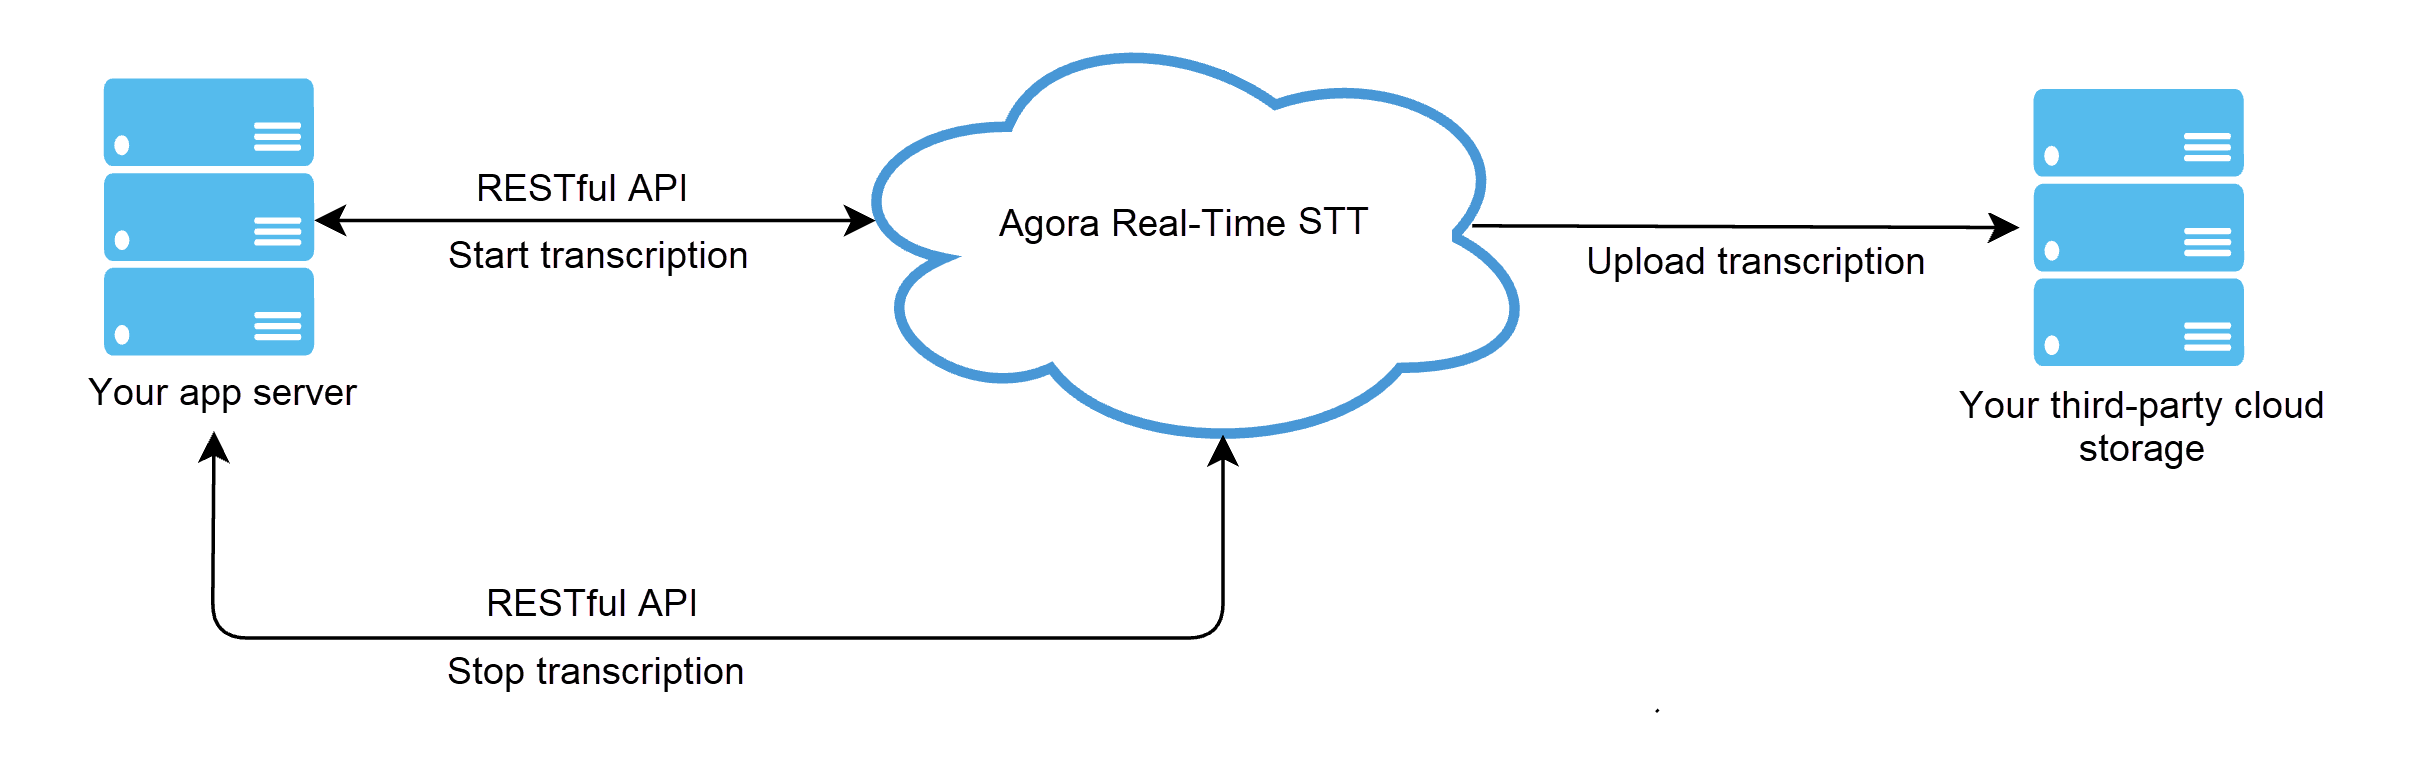 RESTful API
Start transcription
Agora Real-Time STT
Upload transcription
Your app server
Your third-party cloud
storage
RESTful API
Stop transcription